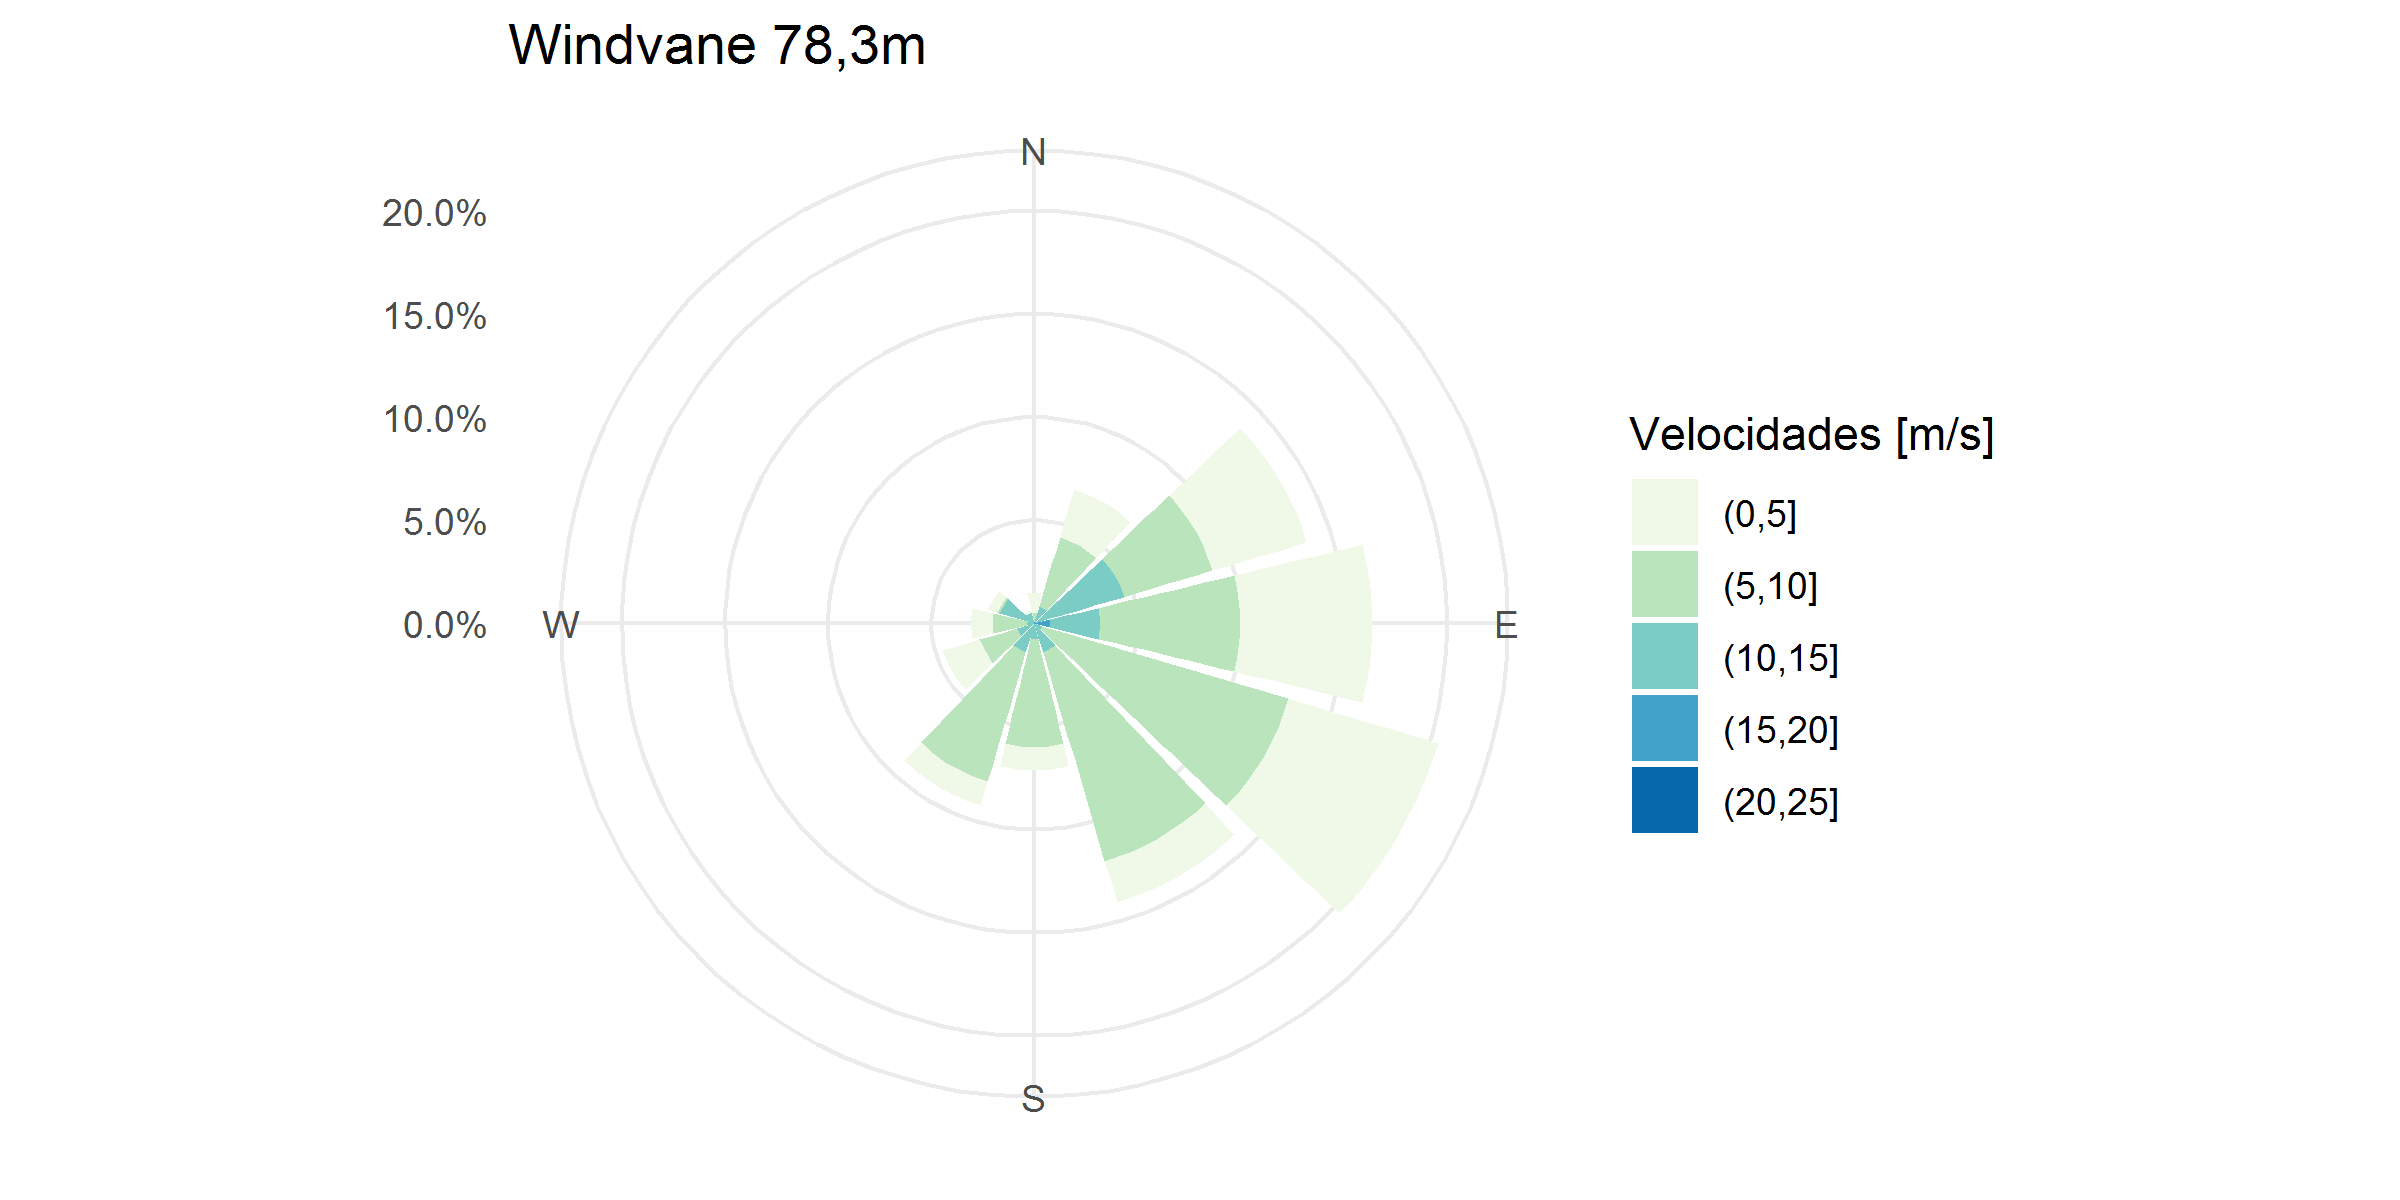 Windvane 78,3m
N
20.0%
15.0%
10.0%
5.0%
0.0%
W
E
S
Velocidades [m/s]
(0,5]
(5,10]
(10,15]
(15,20]
(20,25]